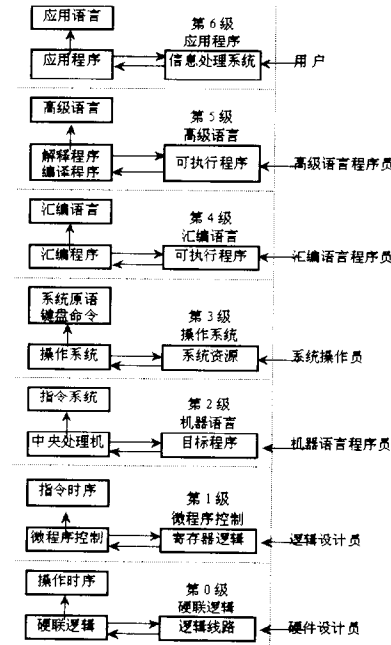 应用语言
第 6 级
应用程序
应用程序
信息处理系统
用 户
高级语言
第 5 级
高级语言
解释程序
编译程序
可执行程序
高级语言程序员
汇编语言
第 4 级
汇编语言
汇编程序
可执行程序
汇编语言程序员
系统原语
键盘命令
第 3 级
操作系统
操作系统
系统资源
系统操作员
指令系统
第 2 级
机器语言
中央处理机
目标程序
机器语言程序员
指令时序
第 1 级
微程序控制
微程序控制
寄存器逻辑
逻辑设计员
操作时序
第 0 级
硬联逻辑
硬联逻辑
逻辑线路
硬件设计员